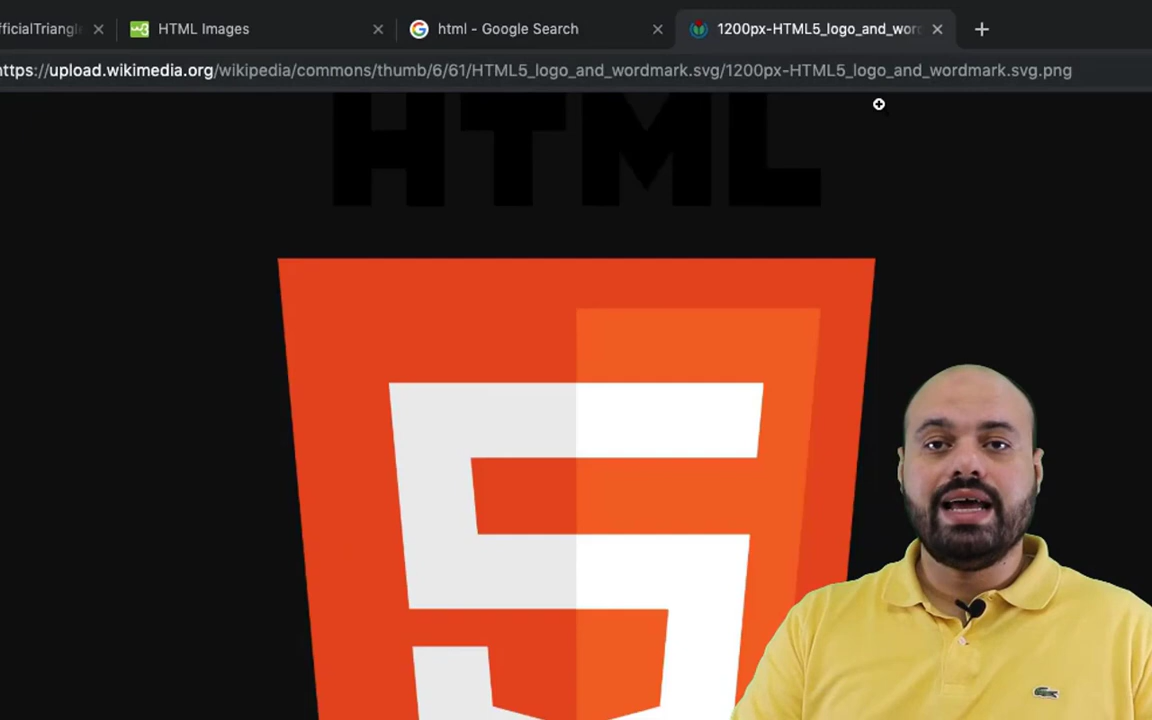 fficialTriangl
HTML Images
html - Google Search
1200px-HTML5_logo_and_wor
https://upload.wikimedia.org/wikipedia/commons/thumb/6/61/HTML5_logo_and_wordmark.svg/1200px-HTML5_logo_and_wordmark.svg.png
HTML
5